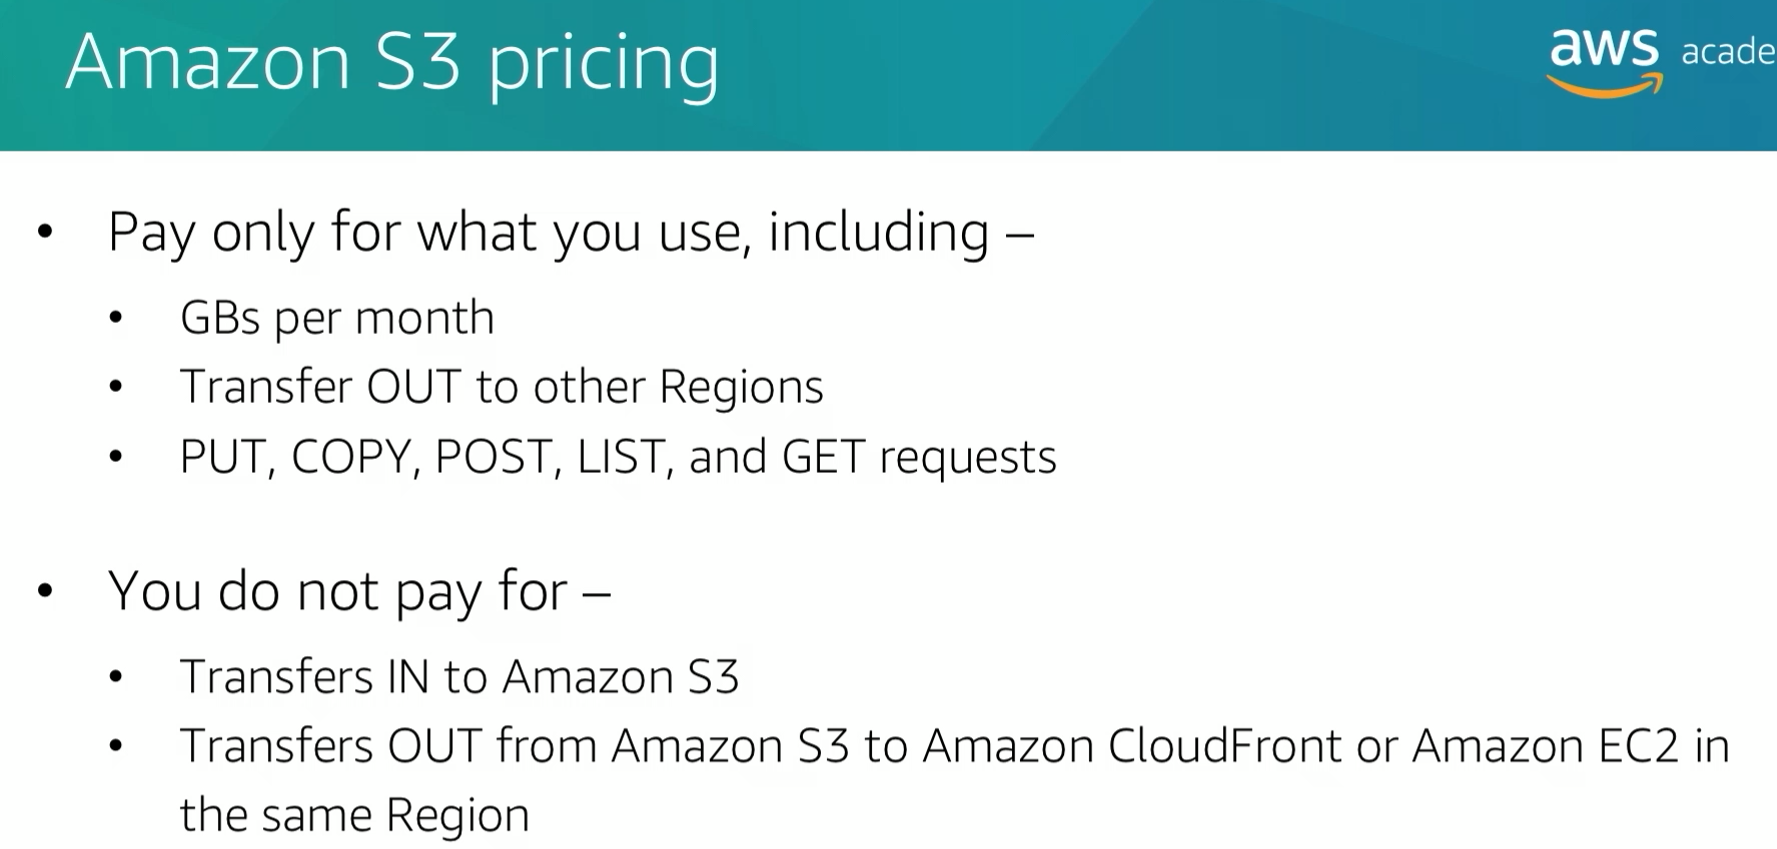 Amazon S3 pricing
aws acade
• Pay only for what you use, including –
• GBs per month
• Transfer OUT to other Regions
• PUT, COPY, POST, LIST, and GET requests
• You do not pay for –
• Transfers IN to Amazon S3
• Transfers OUT from Amazon S3 to Amazon CloudFront or Amazon EC2 in
the same Region